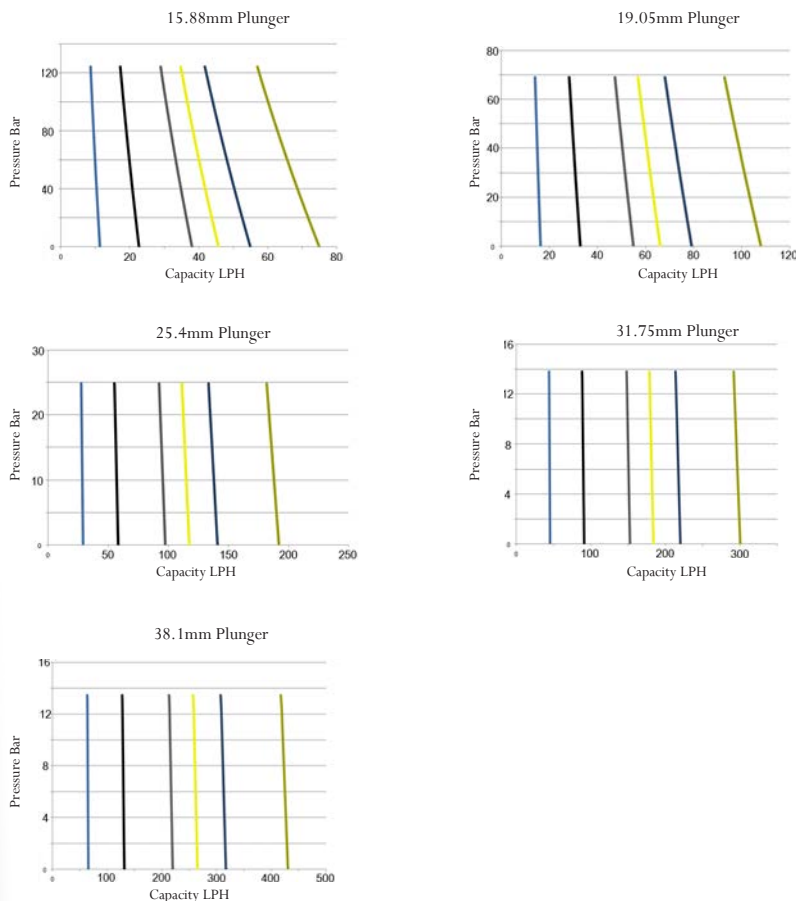 15.88mm Plunger
Pressure Bar
120
80
40
0
0 20 40 60 80
Capacity LPH
19.05mm Plunger
Pressure Bar
80
60
40
20
0
0 20 40 60 80 100 120
Capacity LPH
25.4mm Plunger
Pressure Bar
30
20
10
0
0 50 100 150 200 250
Capacity LPH
31.75mm Plunger
Pressure Bar
16
12
8
4
0
0 100 200 300
Capacity LPH
38.1mm Plunger
Pressure Bar
16
12
8
4
0
0 100 200 300 400 500
Capacity LPH